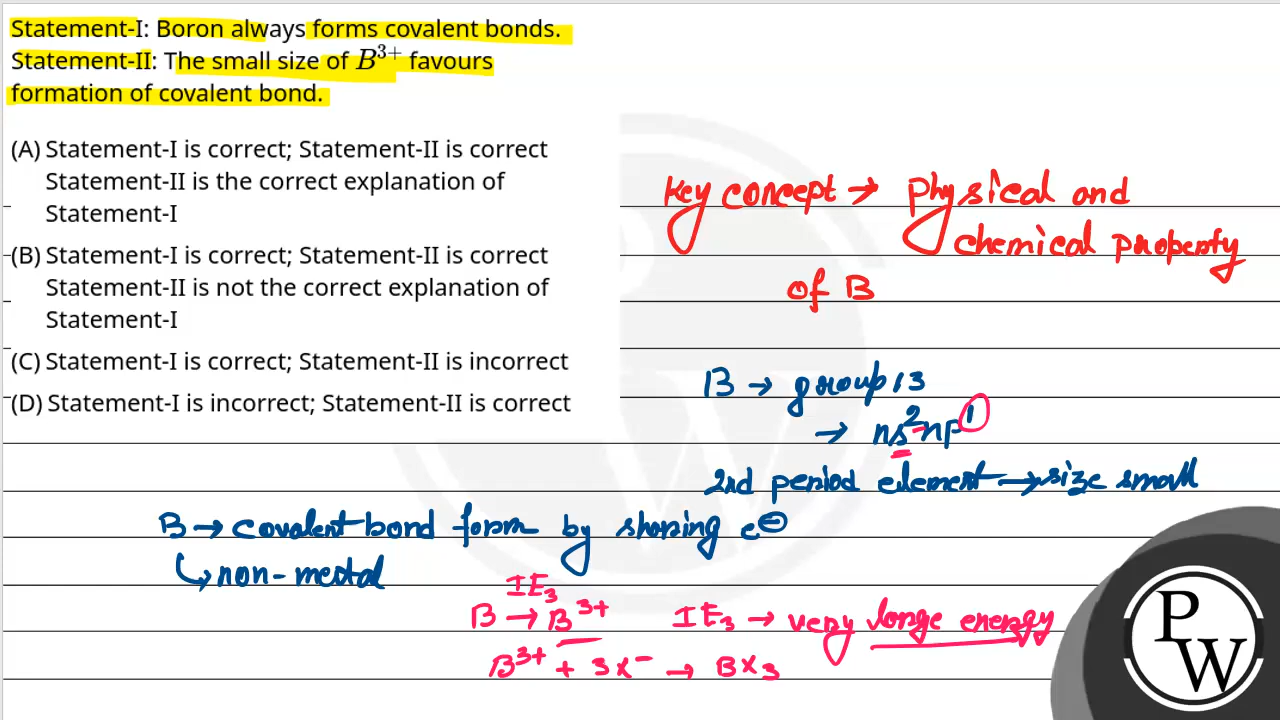 Statement-I: Boron always forms covalent bonds.
Statement-II: The small size of B³⁺ favours
formation of covalent bond.
(A) Statement-I is correct; Statement-II is correct
Statement-II is the correct explanation of
Statement-I
(B) Statement-I is correct; Statement-II is correct
Statement-II is not the correct explanation of
Statement-I
(C) Statement-I is correct; Statement-II is incorrect
(D) Statement-I is incorrect; Statement-II is correct
Key concept → Physical and
chemical property
of B
B → group 13
→ ns² np¹
2nd period element → size small
B → covalent bond form by sharing e⊖
↳ non-metal
IE₃
B → B³⁺ IE₃ → very large energy
B³⁺ + 3X⁻ → BX₃
P
W